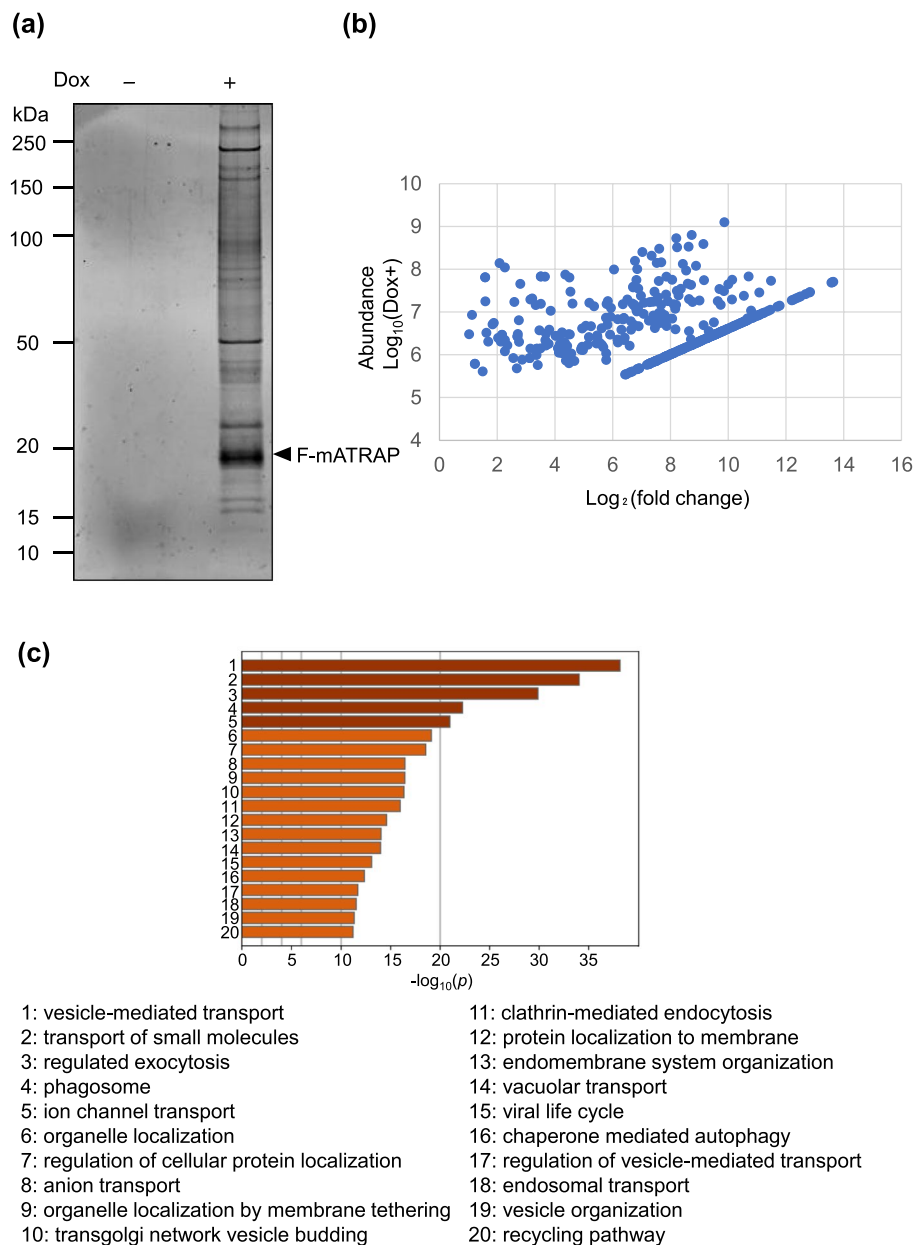 (a)
Dox – +
kDa
250
150
100
50
20
15
10
F-mATRAP
(b)
Abundance
Log10(Dox+)
10
9
8
7
6
5
4
0 2 4 6 8 10 12 14 16
Log2(fold change)
(c)
1
2
3
4
5
6
7
8
9
10
11
12
13
14
15
16
17
18
19
20
0 5 10 15 20 25 30 35
-log10(p)
1: vesicle-mediated transport
2: transport of small molecules
3: regulated exocytosis
4: phagosome
5: ion channel transport
6: organelle localization
7: regulation of cellular protein localization
8: anion transport
9: organelle localization by membrane tethering
10: transgolgi network vesicle budding
11: clathrin-mediated endocytosis
12: protein localization to membrane
13: endomembrane system organization
14: vacuolar transport
15: viral life cycle
16: chaperone mediated autophagy
17: regulation of vesicle-mediated transport
18: endosomal transport
19: vesicle organization
20: recycling pathway